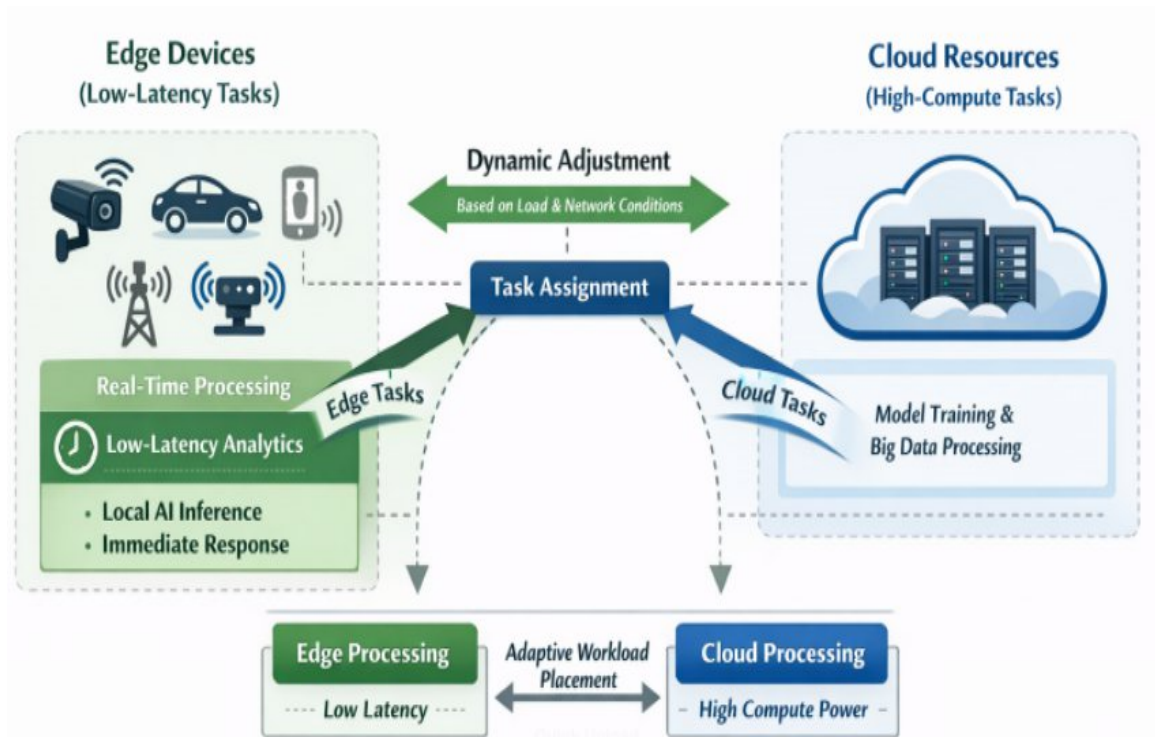 Edge Devices
(Low-Latency Tasks)
Cloud Resources
(High-Compute Tasks)
Dynamic Adjustment
Based on Load & Network Conditions
Task Assignment
Real-Time Processing
Low-Latency Analytics
• Local AI Inference
• Immediate Response
Edge Tasks
Cloud Tasks
Model Training &
Big Data Processing
Edge Processing
Low Latency
Adaptive Workload
Placement
Cloud Processing
High Compute Power